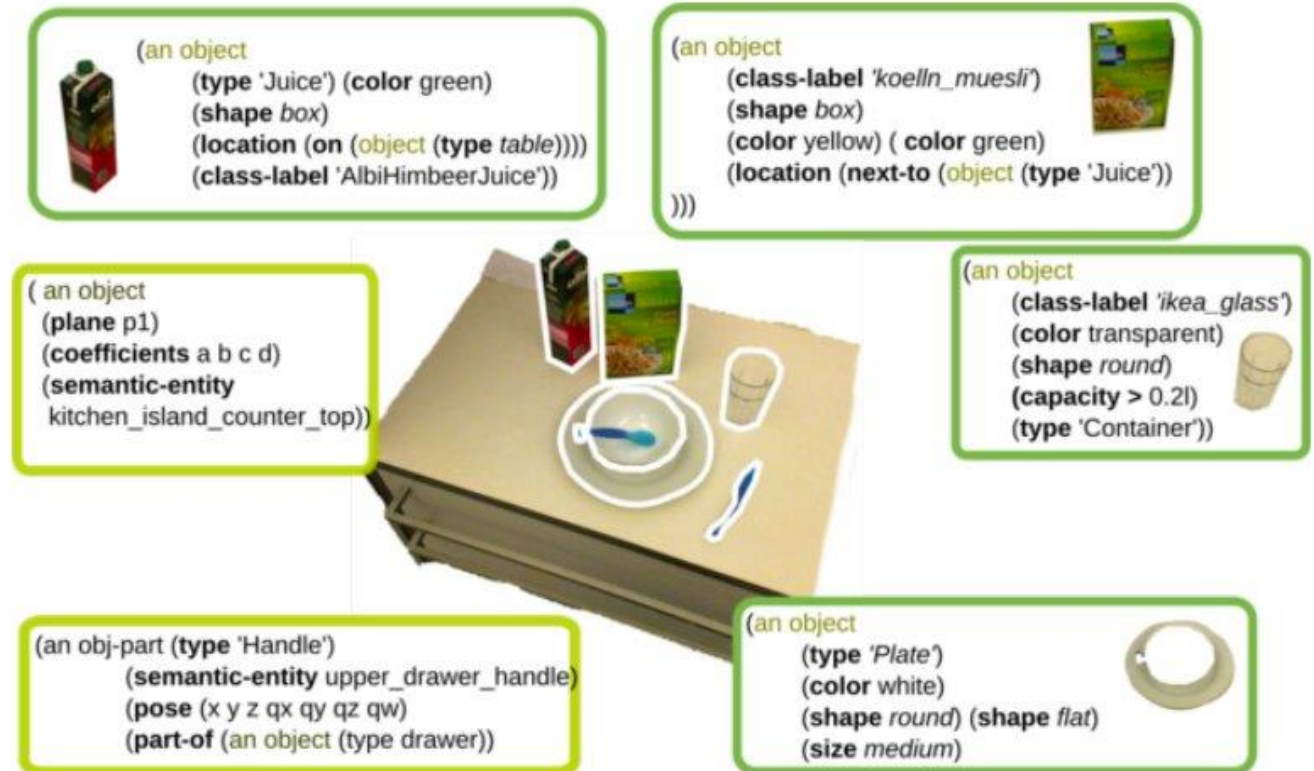 (an object
(type 'Juice') (color green)
(shape box)
(location (on (object (type table))))
(class-label 'AlbiHimbeerJuice'))
(an object
(class-label 'koelln_muesli')
(shape box)
(color yellow) ( color green)
(location (next-to (object (type 'Juice'))
)))
( an object
(plane p1)
(coefficients a b c d)
(semantic-entity
kitchen_island_counter_top))
(an object
(class-label 'ikea_glass')
(color transparent)
(shape round)
(capacity > 0.2l)
(type 'Container'))
(an obj-part (type 'Handle')
(semantic-entity upper_drawer_handle)
(pose (x y z qx qy qz qw)
(part-of (an object (type drawer))
(an object
(type 'Plate')
(color white)
(shape round) (shape flat)
(size medium)